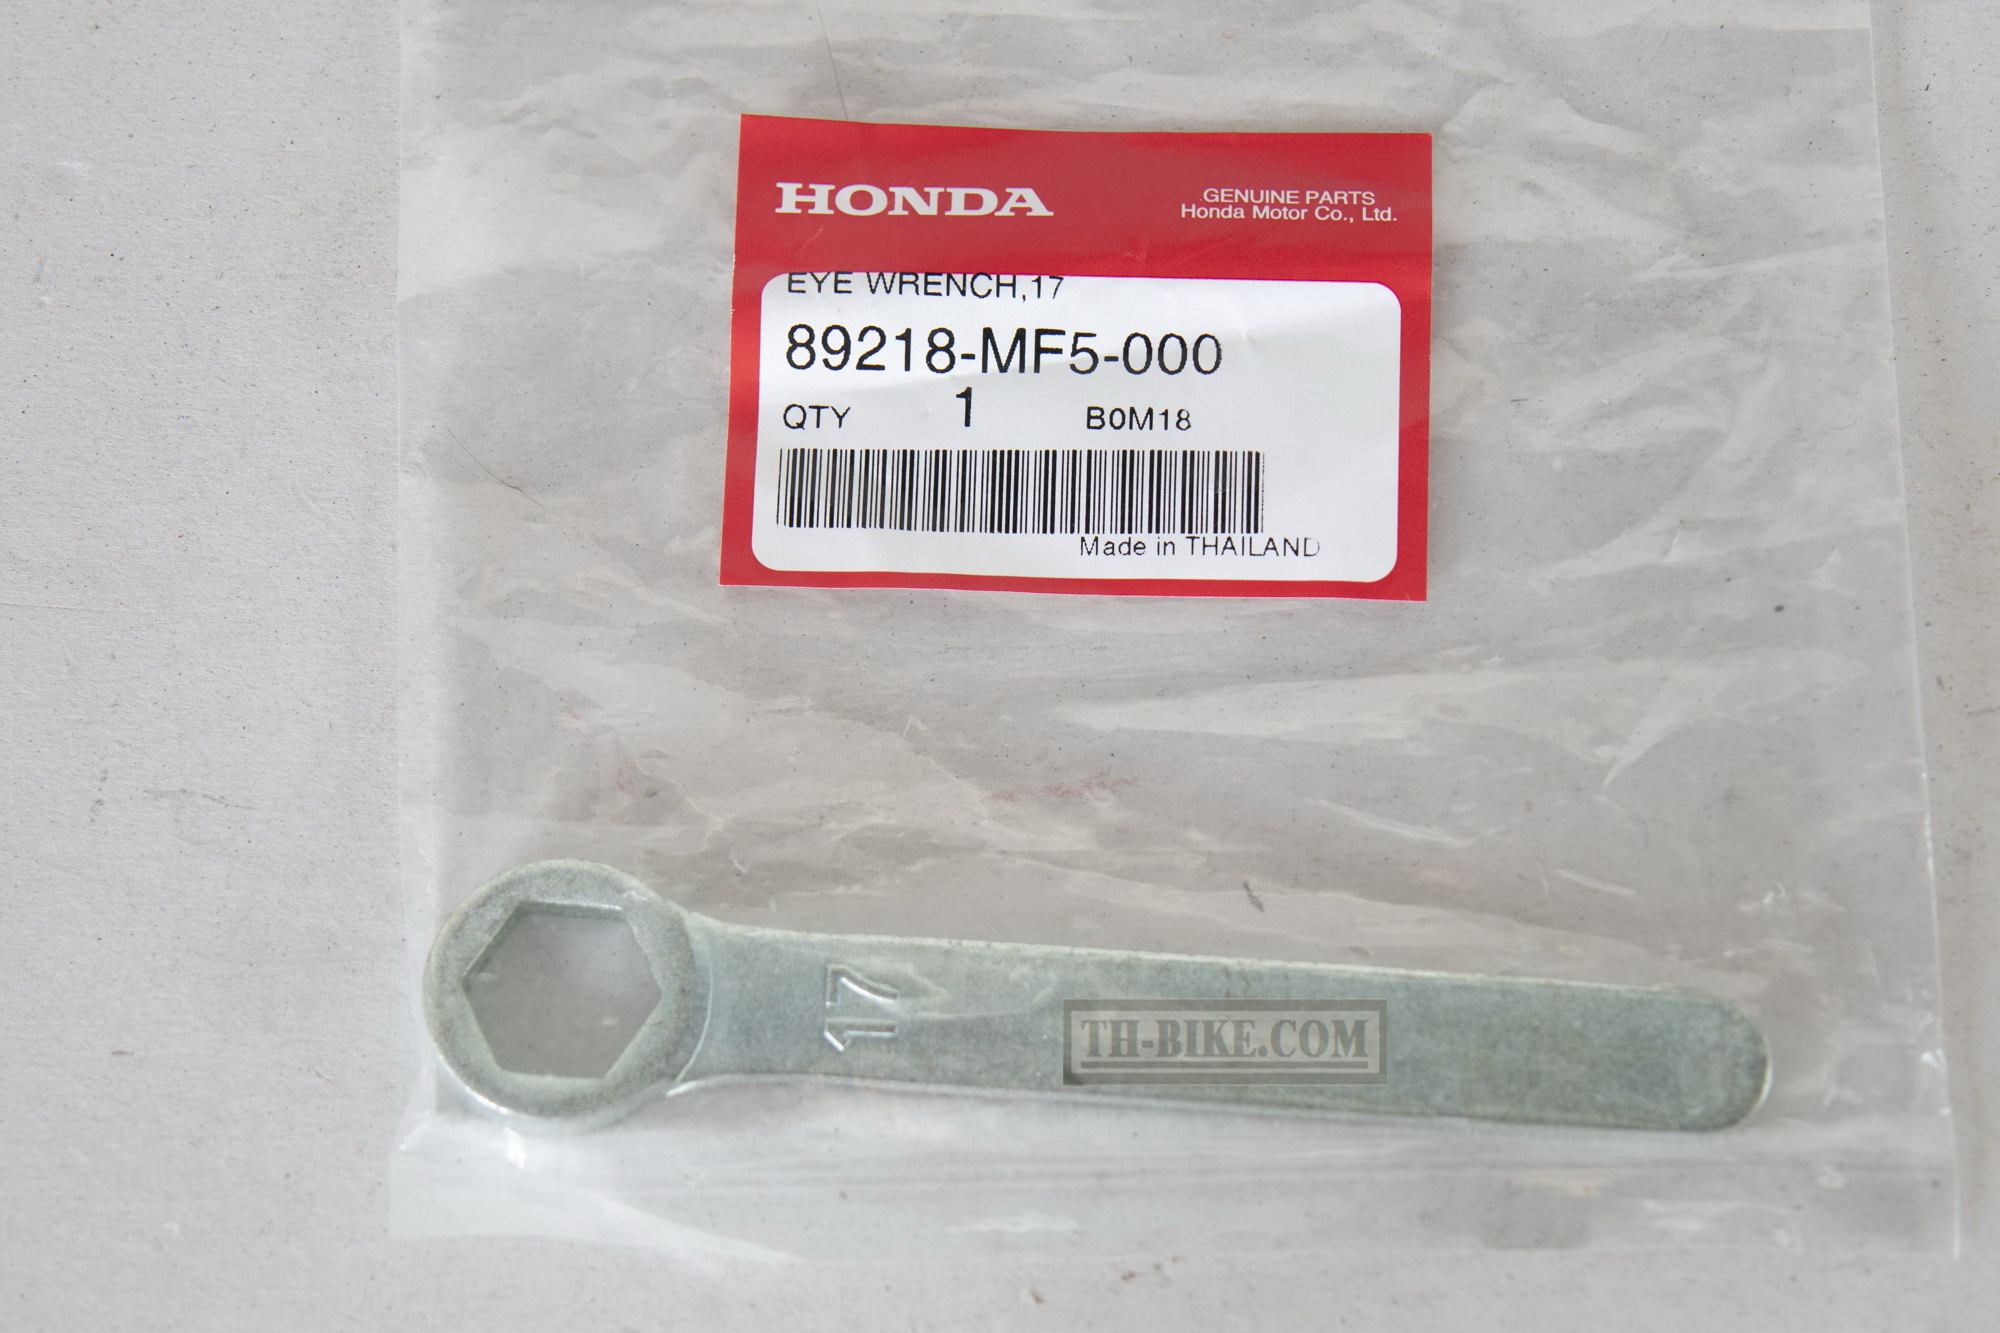 HONDA
GENUINE PARTS
Honda Motor Co., Ltd.
EYE WRENCH,17
89218-MF5-000
QTY 1 B0M18
Made in THAILAND
17
TH-BIKE.COM